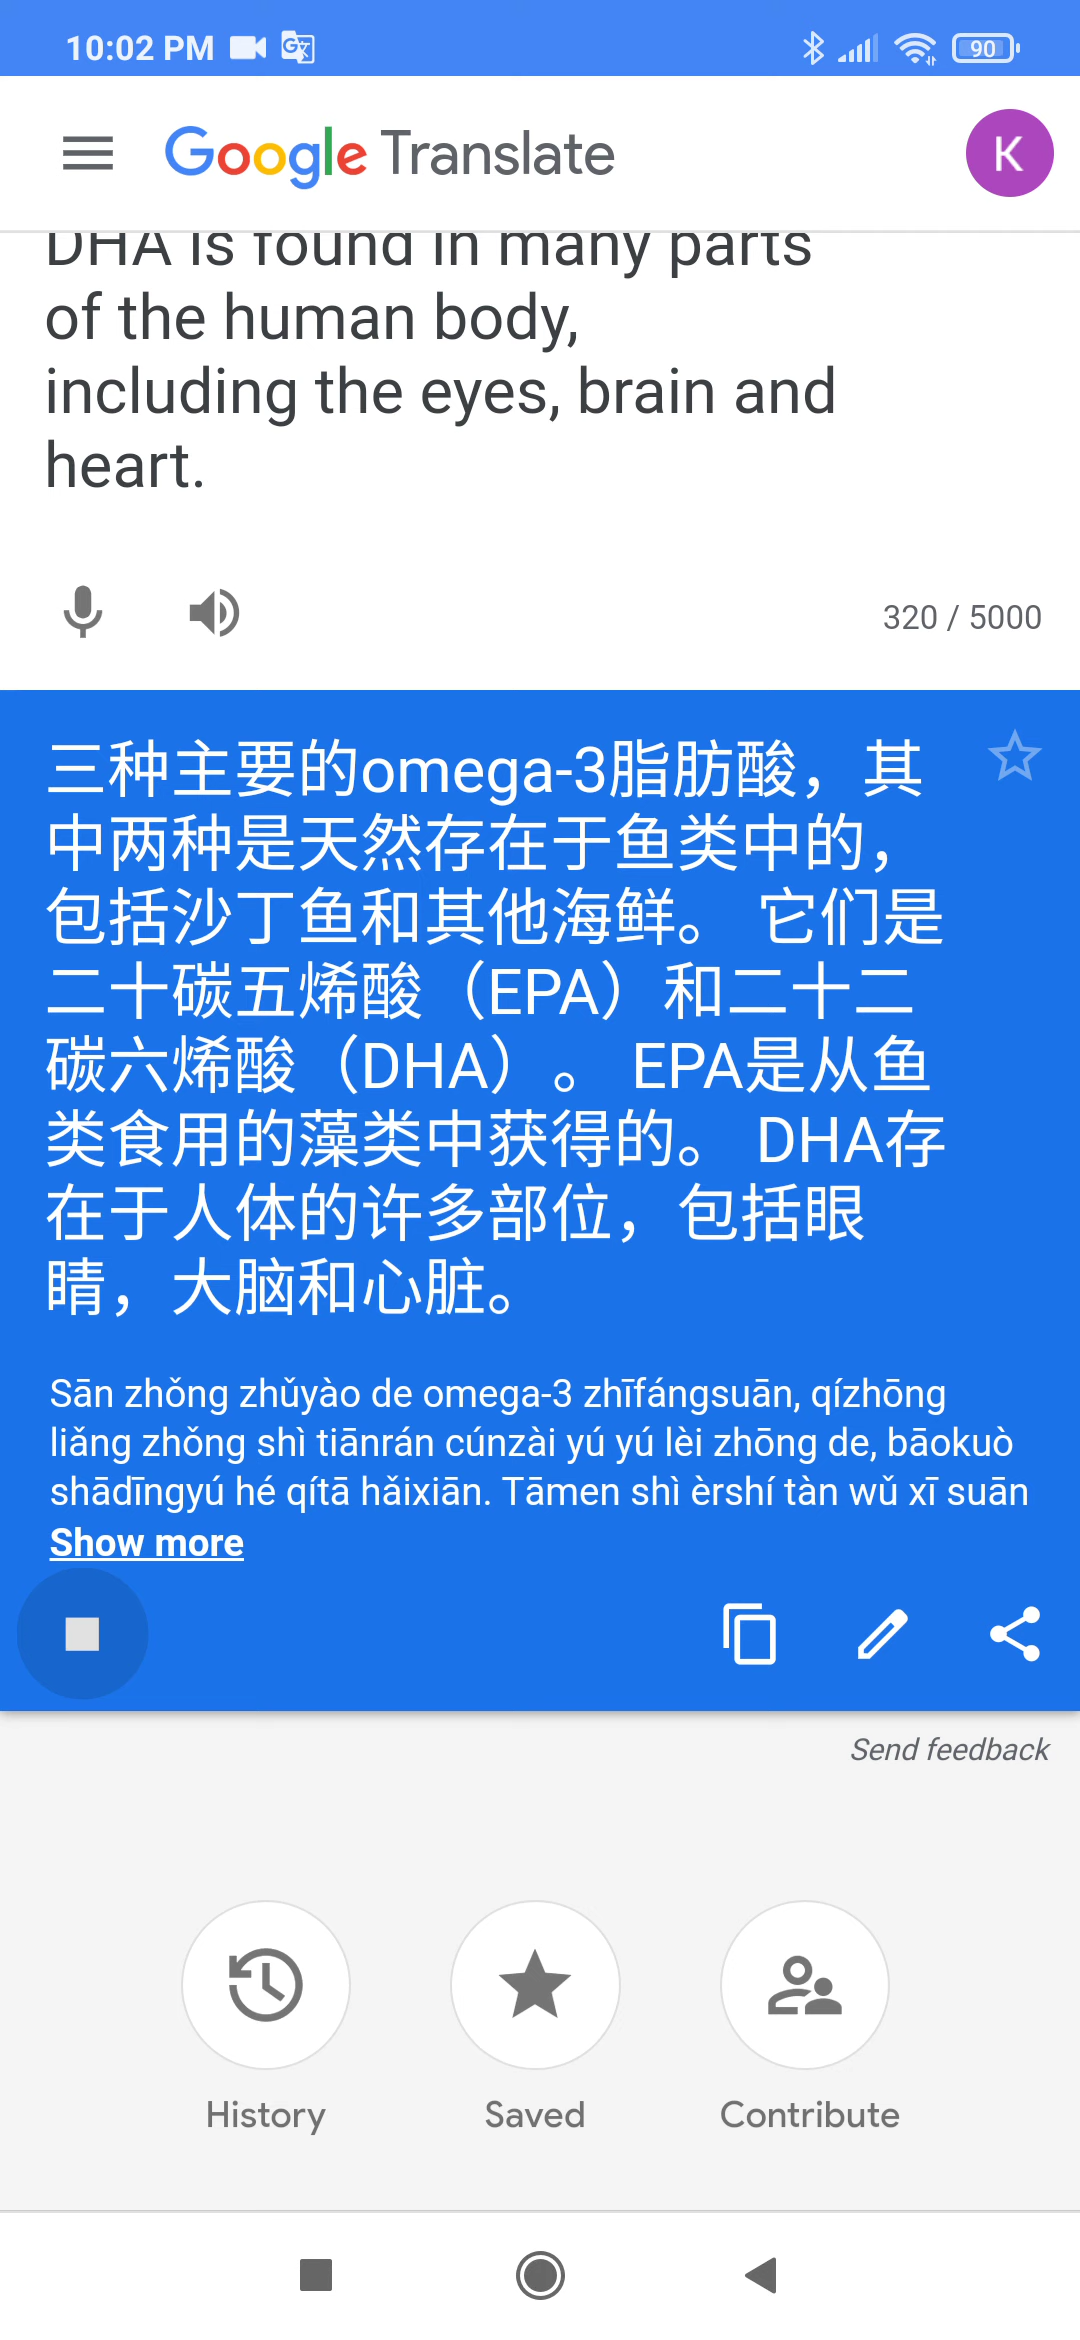 10:02 PM
90
Google Translate
K
DHA is found in many parts
of the human body,
including the eyes, brain and
heart.
320 / 5000
三种主要的omega-3脂肪酸，其
中两种是天然存在于鱼类中的，
包括沙丁鱼和其他海鲜。 它们是
二十碳五烯酸（EPA）和二十二
碳六烯酸（DHA）。 EPA是从鱼
类食用的藻类中获得的。 DHA存
在于人体的许多部位，包括眼
睛，大脑和心脏。
Sān zhǒng zhǔyào de omega-3 zhīfángsuān, qízhōng
liǎng zhǒng shì tiānrán cúnzài yú yú lèi zhōng de, bāokuò
shādīngyú hé qítā hǎixiān. Tāmen shì èrshí tàn wǔ xī suān
Show more
Send feedback
History
Saved
Contribute